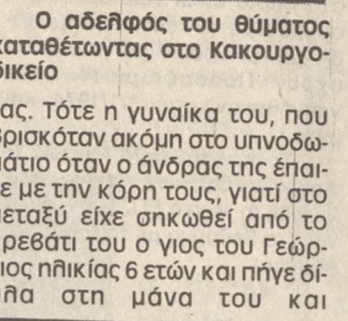 Ο αδελφός του θύματος
καταθέτωντας στο Κακουργο-
δικείο
ας. Τότε η γυναίκα του, που
βρισκόταν ακόμη στο υπνοδω-
μάτιο όταν ο άνδρας της έπαι-
ζε με την κόρη τους, γιατί στο
μεταξύ είχε σηκωθεί από το
κρεβάτι του ο γιος του Γεώρ-
γιος ηλικίας 6 ετών και πήγε δί-
πλα στη μάνα του και